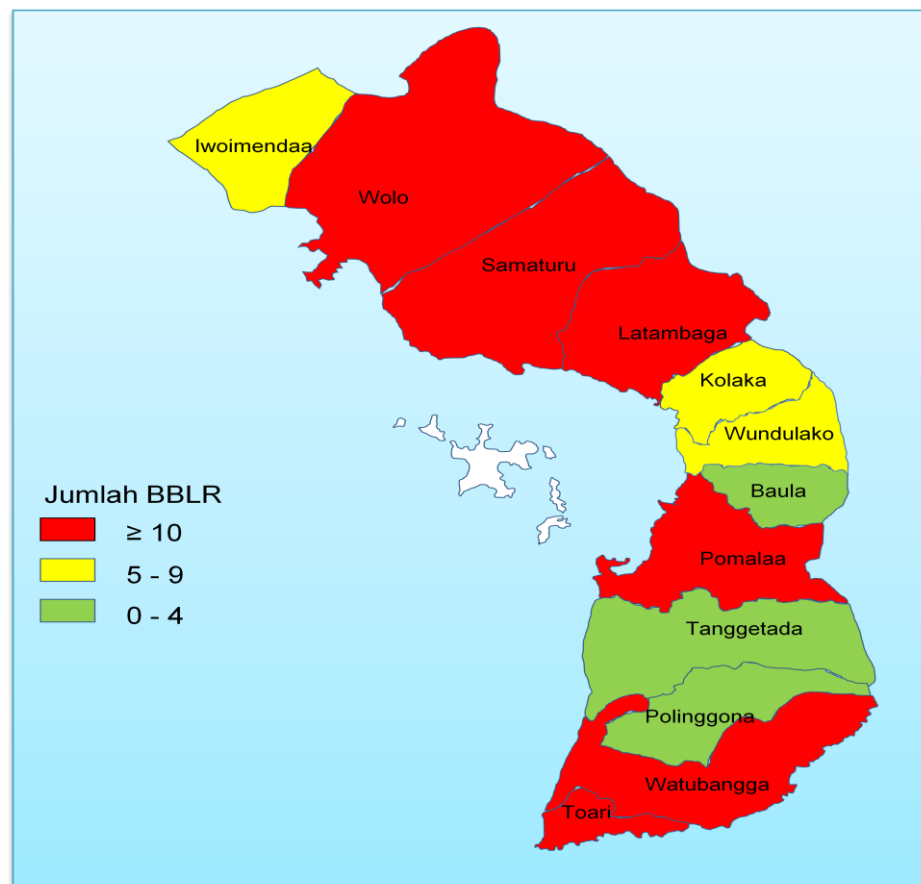 Iwoimendaa
Wolo
Samaturu
Latambaga
Kolaka
Wundulako
Baula
Pomalaa
Tanggetada
Polinggona
Watubangga
Toari
Jumlah BBLR
≥ 10
5 - 9
0 - 4